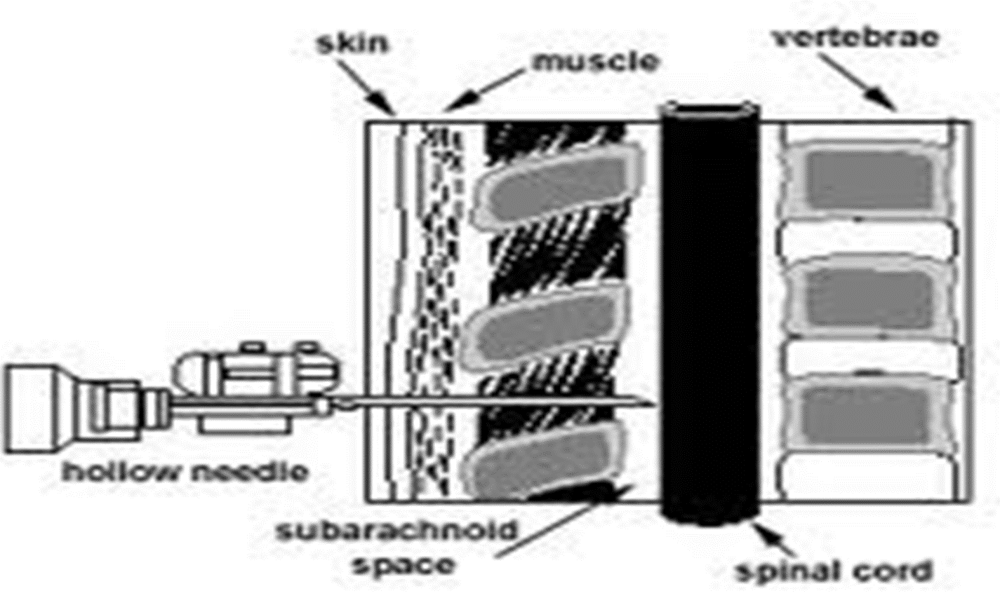 skin
muscle
vertebrae
hollow needle
subarachnoid
space
spinal cord